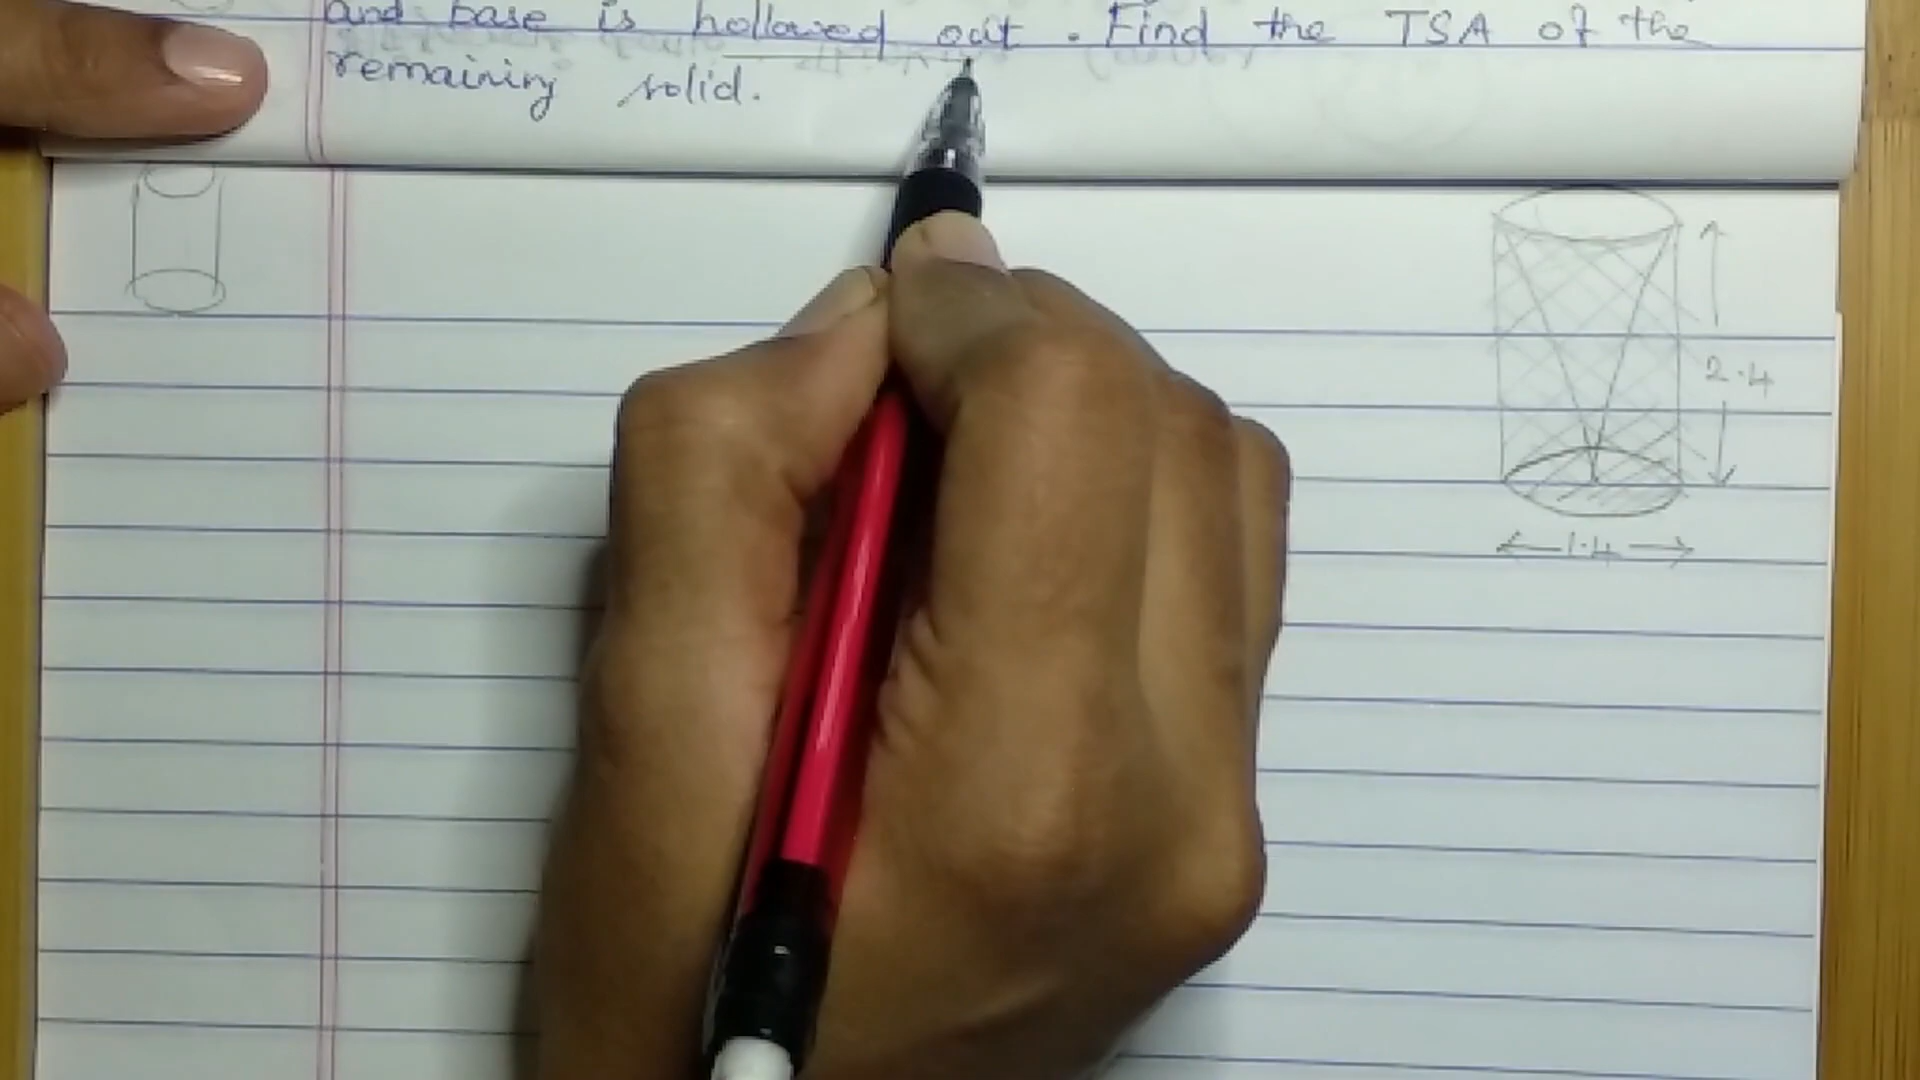 and base is hollowed out. Find the TSA of the
remaining solid.
2.4
1.4